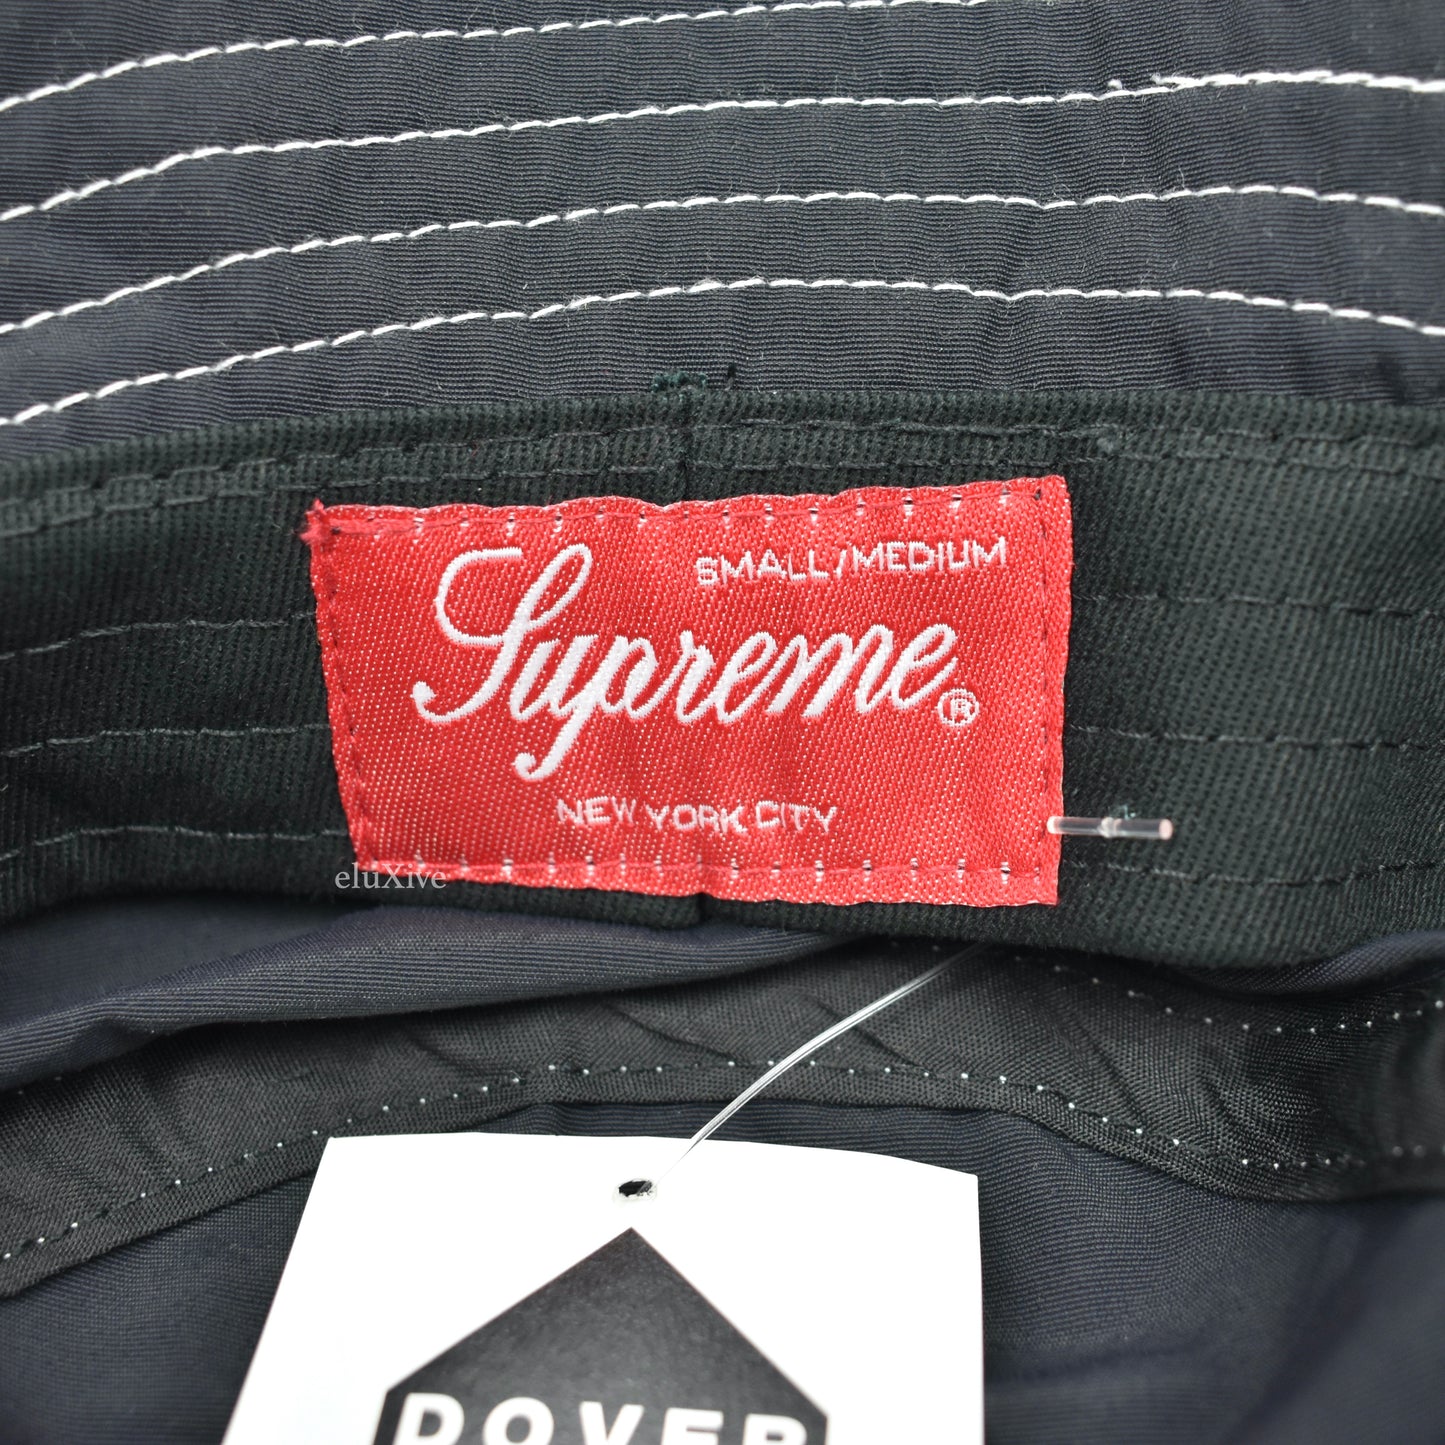 SMALL/MEDIUM
Supreme®
NEW YORK CITY
eluXive
DOVER